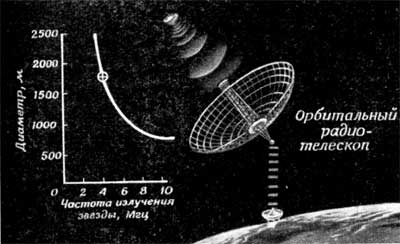 Диаметр, м
2500
2000
1500
1000
500
0
0
2
4
6
8
10
Частота излучения
звезды, Мгц
Орбитальный
радио-
телескоп